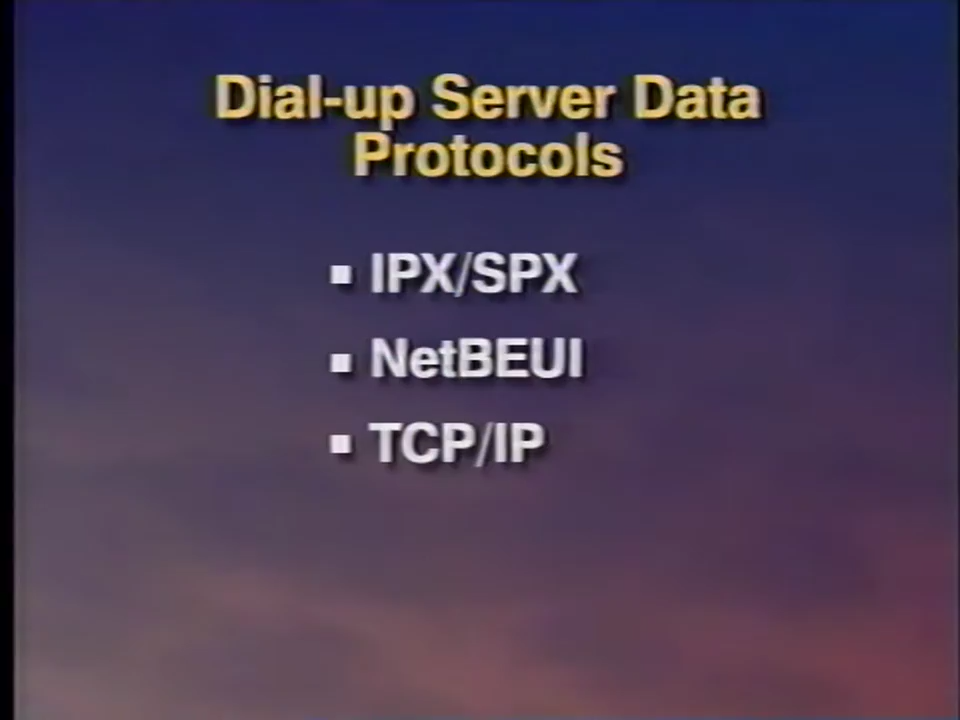 Dial-up Server Data
Protocols
▪ IPX/SPX
▪ NetBEUI
▪ TCP/IP